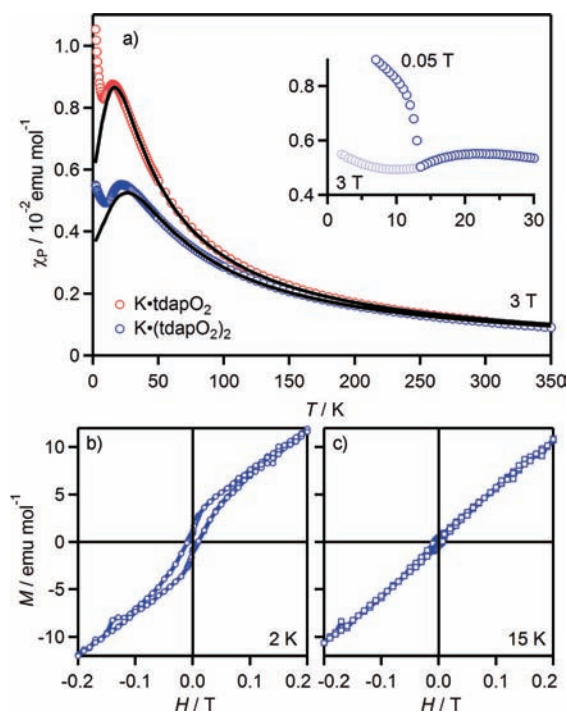 a)
1.0
0.8
0.6
0.4
0.2
0
χP / 10⁻² emu mol⁻¹
0.8
0.6
0.4
0.05 T
3 T
0 10 20 30
K•tdapO₂
K•(tdapO₂)₂
3 T
0 50 100 150 200 250 300 350
T / K
b)
c)
10
5
0
-5
-10
M / emu mol⁻¹
2 K
15 K
-0.2 -0.1 0.0 0.1 0.2
-0.2 -0.1 0.0 0.1 0.2
H / T
H / T